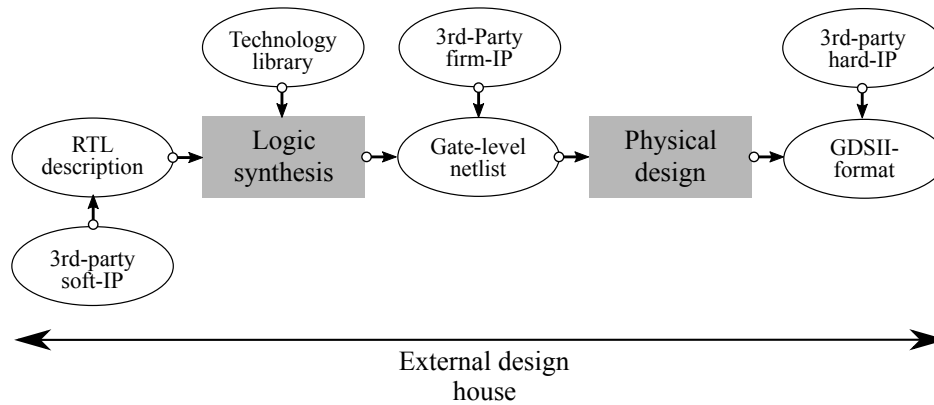 Technology
library
3rd-Party
firm-IP
3rd-party
hard-IP
RTL
description
Logic
synthesis
Gate-level
netlist
Physical
design
GDSII-
format
3rd-party
soft-IP
External design
house